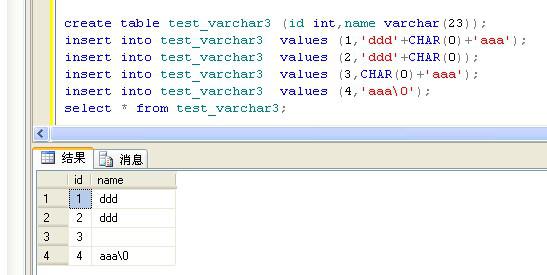 create table test_varchar3 (id int,name varchar(23));
insert into test_varchar3  values (1,'ddd'+CHAR(0)+'aaa');
insert into test_varchar3  values (2,'ddd'+CHAR(0));
insert into test_varchar3  values (3,CHAR(0)+'aaa');
insert into test_varchar3  values (4,'aaa\0');
select * from test_varchar3;
结果 消息
id name
1 1 ddd
2 2 ddd
3 3
4 4 aaa\0